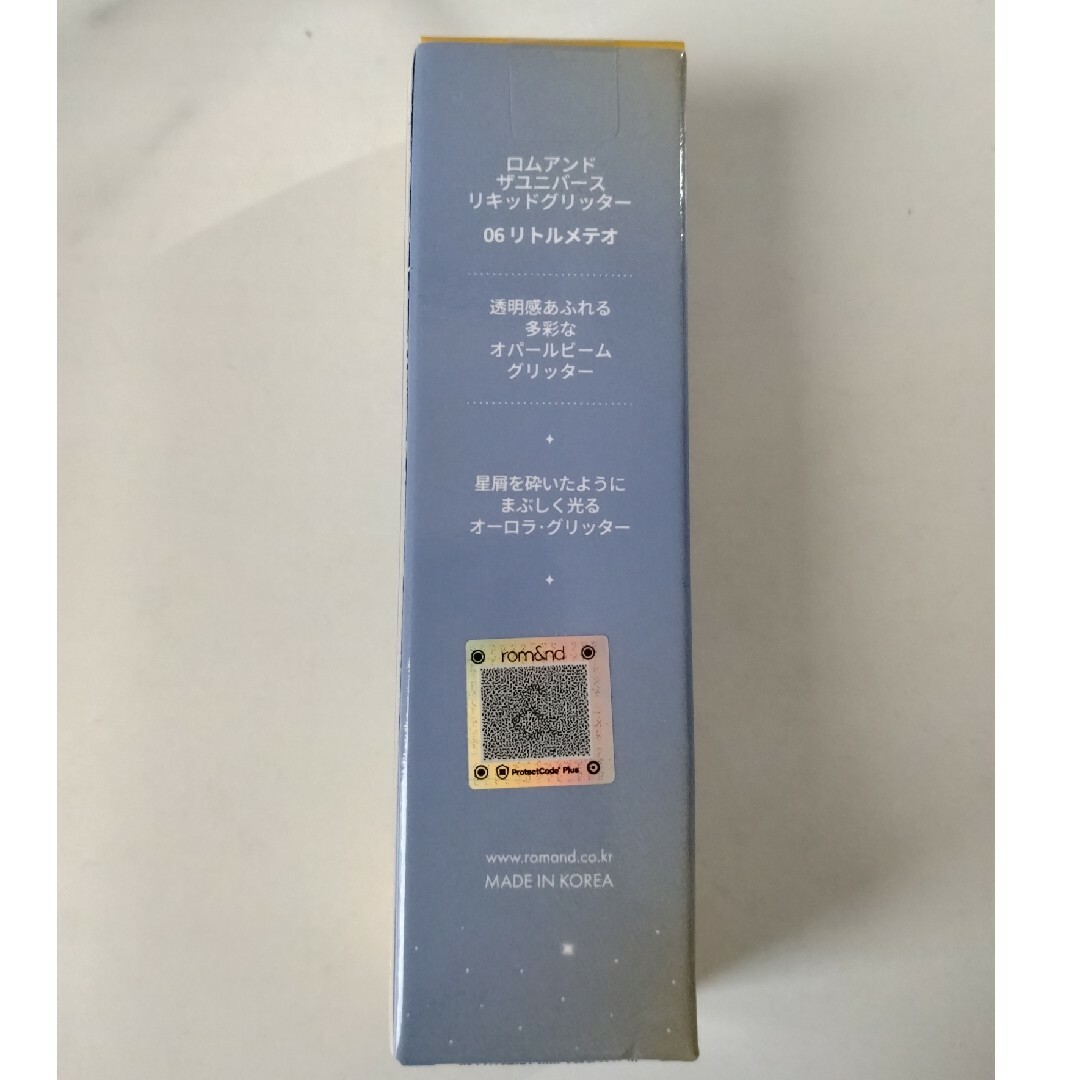 ロムアンド
ザユニバース
リキッドグリッター
06 リトルメテオ
透明感あふれる
多彩な
オパールビーム
グリッター
星屑を砕いたように
まぶしく光る
オーロラ·グリッター
rom&nd
ProtectCode+ Plus
www.romand.co.kr
MADE IN KOREA